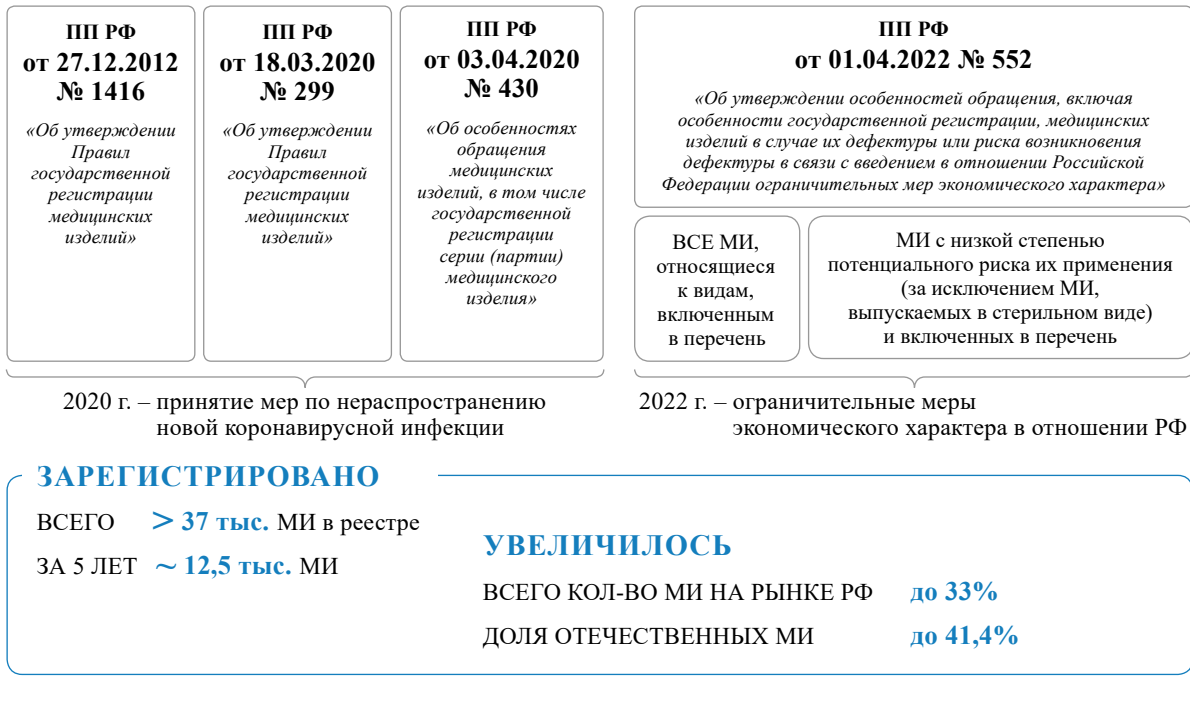 ПП РФ
от 27.12.2012
№ 1416
«Об утверждении
Правил
государственной
регистрации
медицинских
изделий»
ПП РФ
от 18.03.2020
№ 299
«Об утверждении
Правил
государственной
регистрации
медицинских
изделий»
ПП РФ
от 03.04.2020
№ 430
«Об особенностях
обращения
медицинских
изделий, в том числе
государственной
регистрации
серии (партии)
медицинского
изделия»
2020 г. – принятие мер по нераспространению
новой коронавирусной инфекции
ПП РФ
от 01.04.2022 № 552
«Об утверждении особенностей обращения, включая
особенности государственной регистрации, медицинских
изделий в случае их дефектуры или риска возникновения
дефектуры в связи с введением в отношении Российской
Федерации ограничительных мер экономического характера»
ВСЕ МИ,
относящиеся
к видам,
включенным
в перечень
МИ с низкой степенью
потенциального риска их применения
(за исключением МИ,
выпускаемых в стерильном виде)
и включенных в перечень
2022 г. – ограничительные меры
экономического характера в отношении РФ
ЗАРЕГИСТРИРОВАНО
ВСЕГО > 37 тыс. МИ в реестре
ЗА 5 ЛЕТ ~ 12,5 тыс. МИ
УВЕЛИЧИЛОСЬ
ВСЕГО КОЛ-ВО МИ НА РЫНКЕ РФ до 33%
ДОЛЯ ОТЕЧЕСТВЕННЫХ МИ до 41,4%